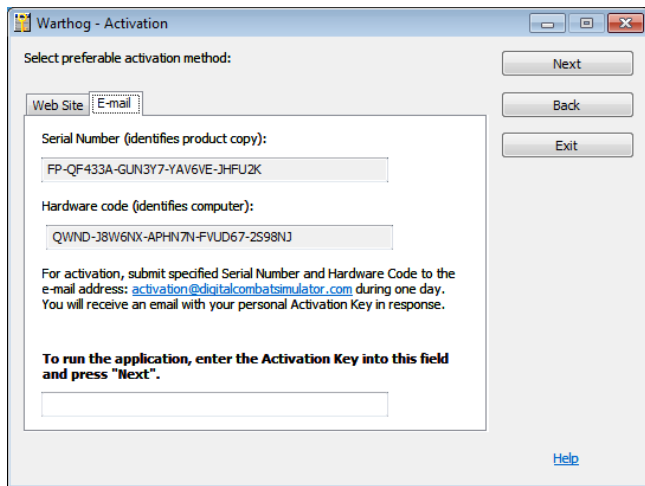 Warthog - Activation
Select preferable activation method:
Next
Web Site
E-mail
Back
Serial Number (identifies product copy):
Exit
FP-QF433A-GUN3Y7-YAV6VE-JHFU2K
Hardware code (identifies computer):
QWND-J8W6NX-APHN7N-FVUD67-2S98NJ
For activation, submit specified Serial Number and Hardware Code to the
e-mail address: activation@digitalcombatsimulator.com during one day.
You will receive an email with your personal Activation Key in response.
To run the application, enter the Activation Key into this field
and press "Next".
Help